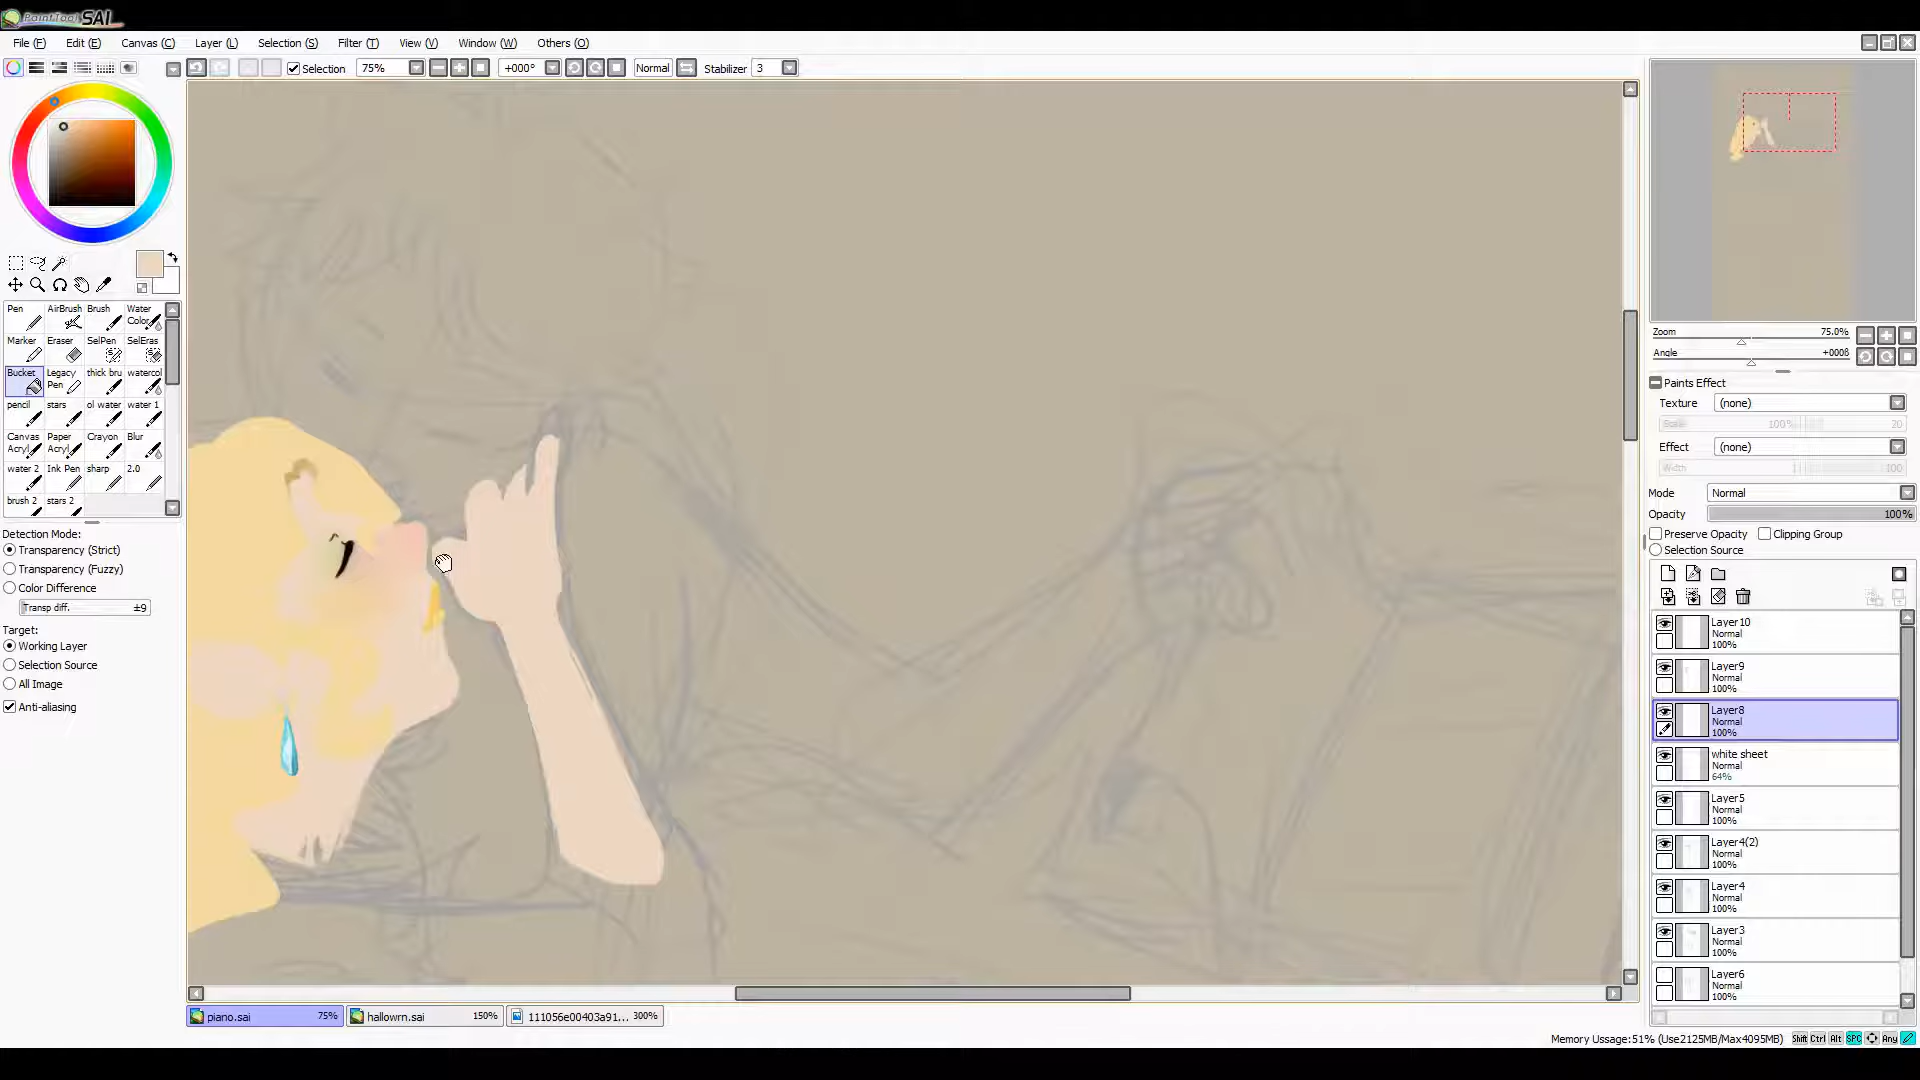 PaintTool SAI
File (F) Edit (E) Canvas (C) Layer (L) Selection (S) Filter (T) View (V) Window (W) Others (O)
Selection 75% +000° Normal Stabilizer 3
Pen AirBrush Brush Water Color
Marker Eraser SelPen SelEras
Bucket Legacy Pen thick bru watercol
pencil stars ol water water 1
Canvas Acryl Paper Acryl Crayon Blur
water 2 Ink Pen sharp 2.0
brush 2 stars 2
Detection Mode:
Transparency (Strict)
Transparency (Fuzzy)
Color Difference
Transp diff. ±9
Target:
Working Layer
Selection Source
All Image
Anti-aliasing
piano.sai 75% hallowrn.sai 150% 111056e00403a91... 300%
Zoom 75.0%
Angle +000ß
Paints Effect
Texture (none)
Scale 100% 20
Effect (none)
Width 1 100
Mode Normal
Opacity 100%
Preserve Opacity Clipping Group
Selection Source
Layer10
Normal
100%
Layer9
Normal
100%
Layer8
Normal
100%
white sheet
Normal
64%
Layer5
Normal
100%
Layer4(2)
Normal
100%
Layer4
Normal
100%
Layer3
Normal
100%
Layer6
Normal
100%
Memory Ussage:51% (Use2125MB/Max4095MB) Shift Ctrl Alt SPC Any